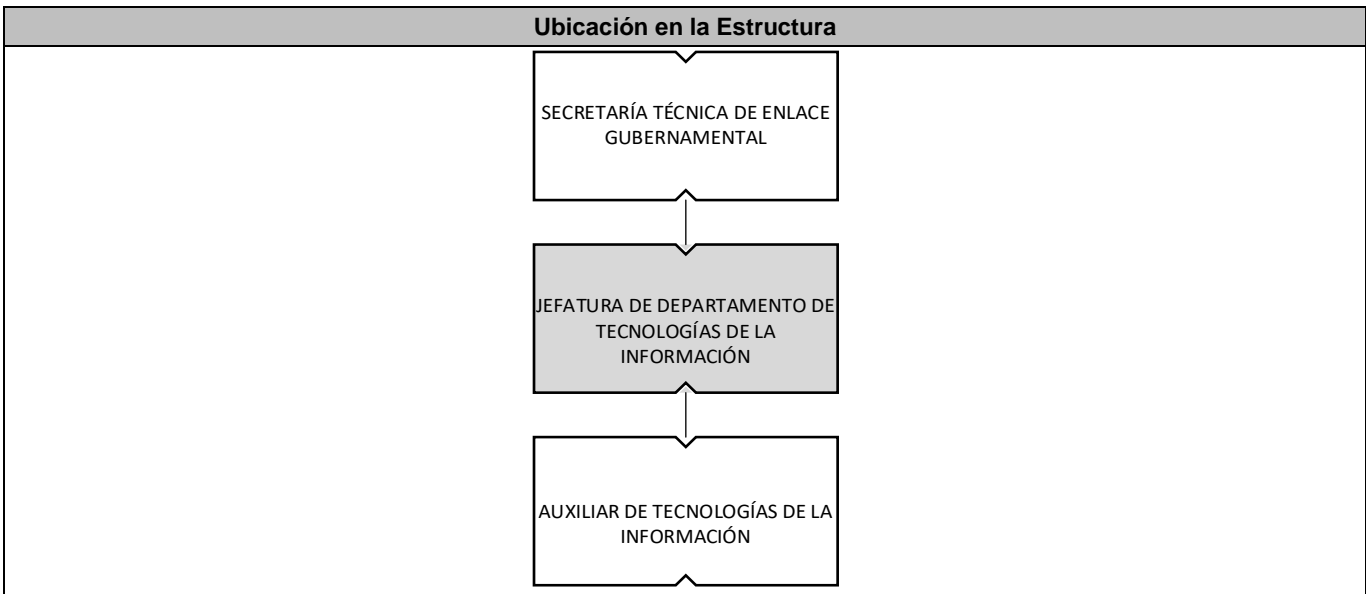 Ubicación en la Estructura
SECRETARÍA TÉCNICA DE ENLACE
GUBERNAMENTAL
JEFATURA DE DEPARTAMENTO DE
TECNOLOGÍAS DE LA
INFORMACIÓN
AUXILIAR DE TECNOLOGÍAS DE LA
INFORMACIÓN